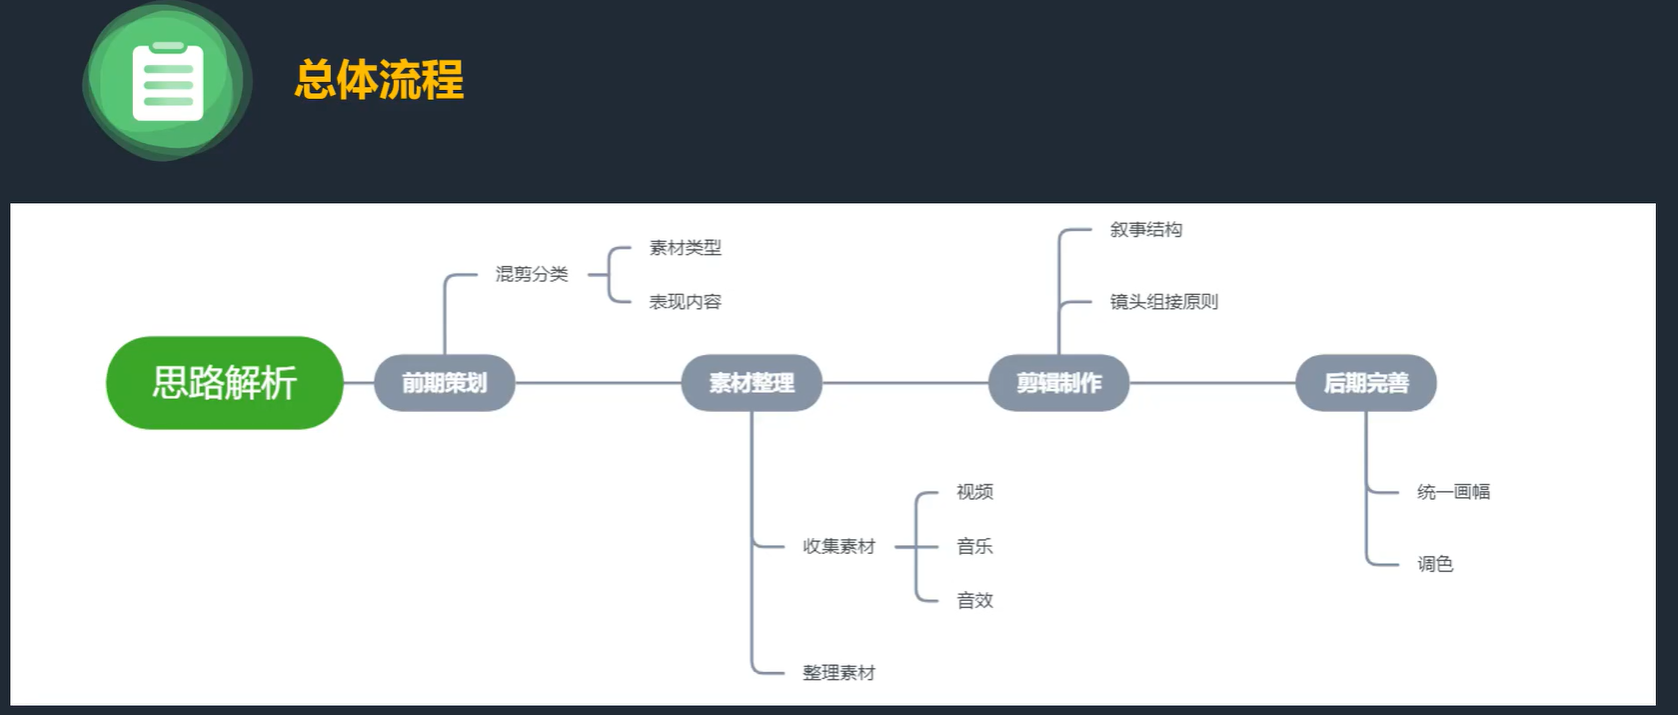 总体流程
思路解析
前期策划
混剪分类
素材类型
表现内容
素材整理
收集素材
视频
音乐
音效
整理素材
剪辑制作
叙事结构
镜头组接原则
后期完善
统一画幅
调色